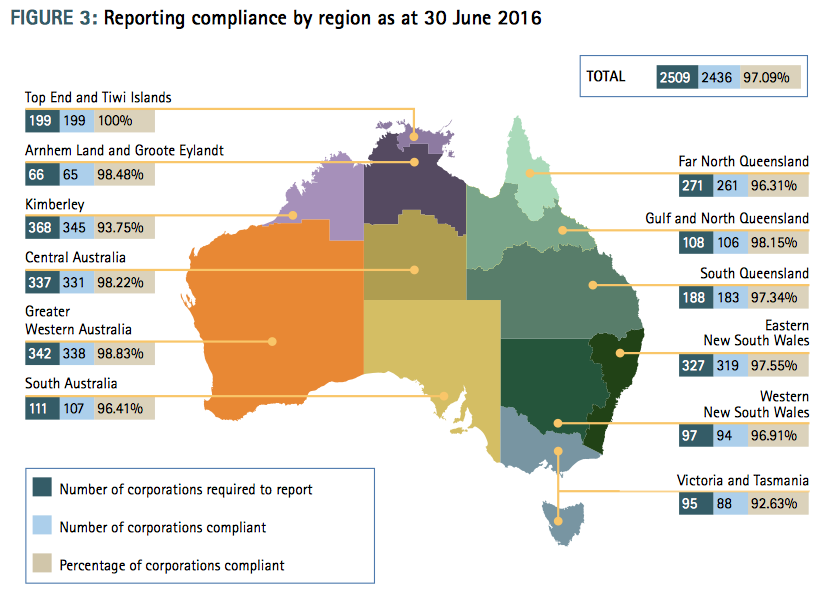 FIGURE 3: Reporting compliance by region as at 30 June 2016
TOTAL 2509 2436 97.09%
Top End and Tiwi Islands
199 199 100%
Arnhem Land and Groote Eylandt
66 65 98.48%
Kimberley
368 345 93.75%
Central Australia
337 331 98.22%
Greater
Western Australia
342 338 98.83%
South Australia
111 107 96.41%
Far North Queensland
271 261 96.31%
Gulf and North Queensland
108 106 98.15%
South Queensland
188 183 97.34%
Eastern
New South Wales
327 319 97.55%
Western
New South Wales
97 94 96.91%
Victoria and Tasmania
95 88 92.63%
Number of corporations required to report
Number of corporations compliant
Percentage of corporations compliant